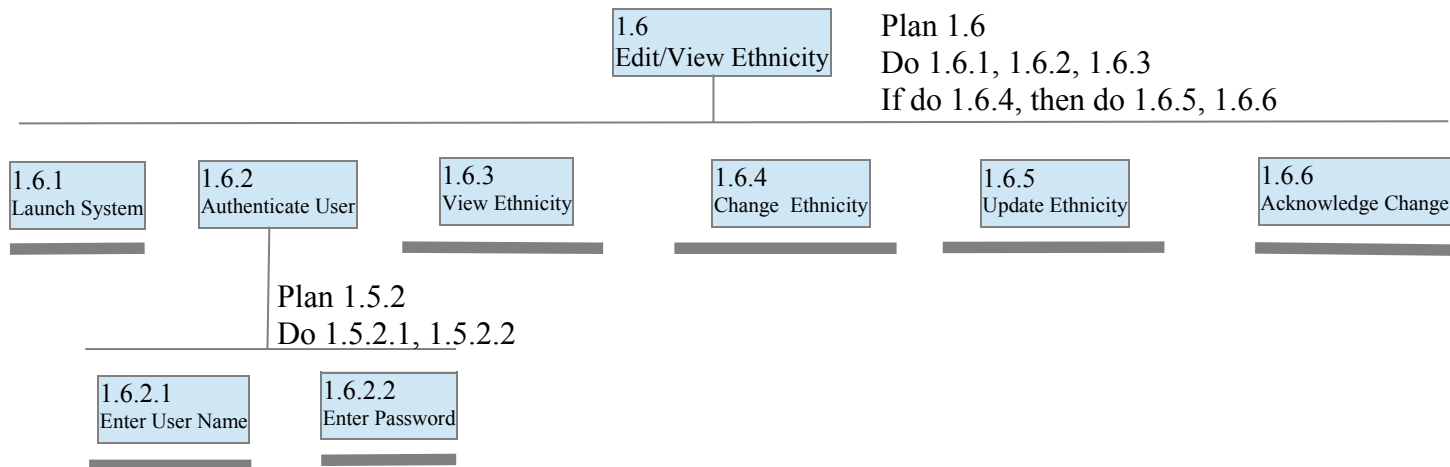 1.6
Edit/View Ethnicity
Plan 1.6
Do 1.6.1, 1.6.2, 1.6.3
If do 1.6.4, then do 1.6.5, 1.6.6
1.6.1
Launch System
1.6.2
Authenticate User
1.6.3
View Ethnicity
1.6.4
Change Ethnicity
1.6.5
Update Ethnicity
1.6.6
Acknowledge Change
Plan 1.5.2
Do 1.5.2.1, 1.5.2.2
1.6.2.1
Enter User Name
1.6.2.2
Enter Password